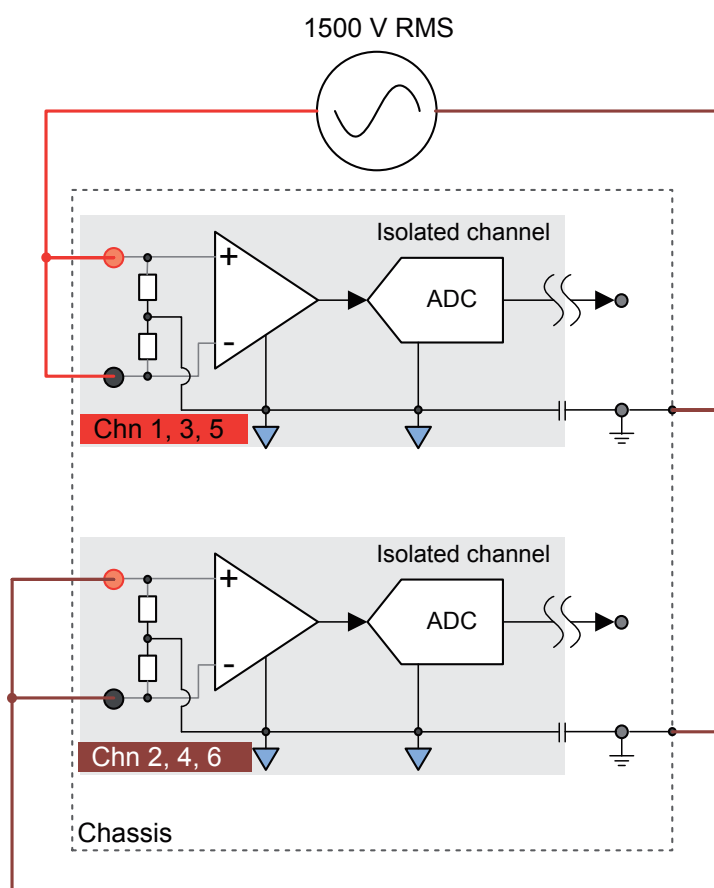 1500 V RMS
Isolated channel
+
ADC
-
Chn 1, 3, 5
Isolated channel
+
ADC
-
Chn 2, 4, 6
Chassis